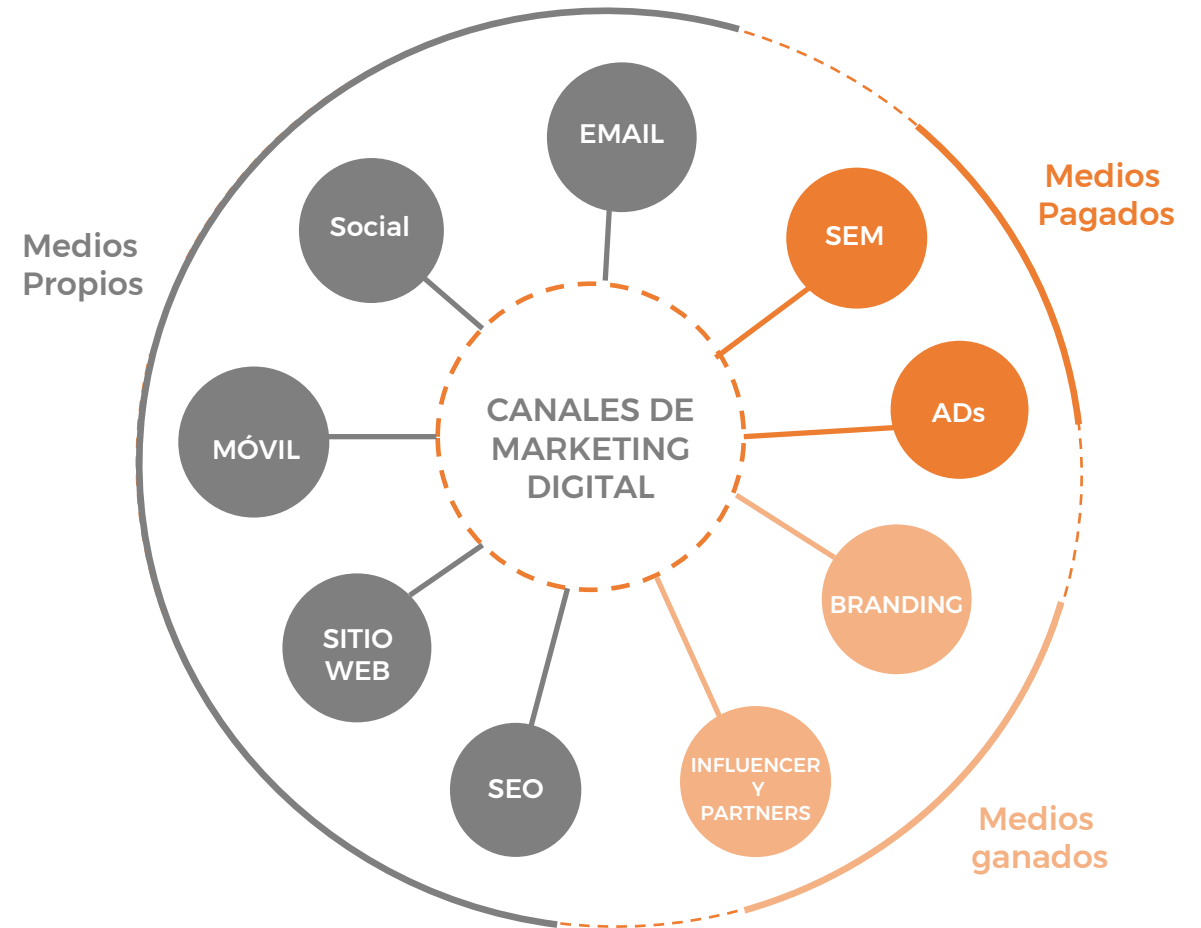 EMAIL
Medios
Pagados
Social
SEM
Medios
Propios
CANALES DE
MARKETING
DIGITAL
ADs
MÓVIL
BRANDING
SITIO
WEB
INFLUENCER
Y
PARTNERS
SEO
Medios
ganados